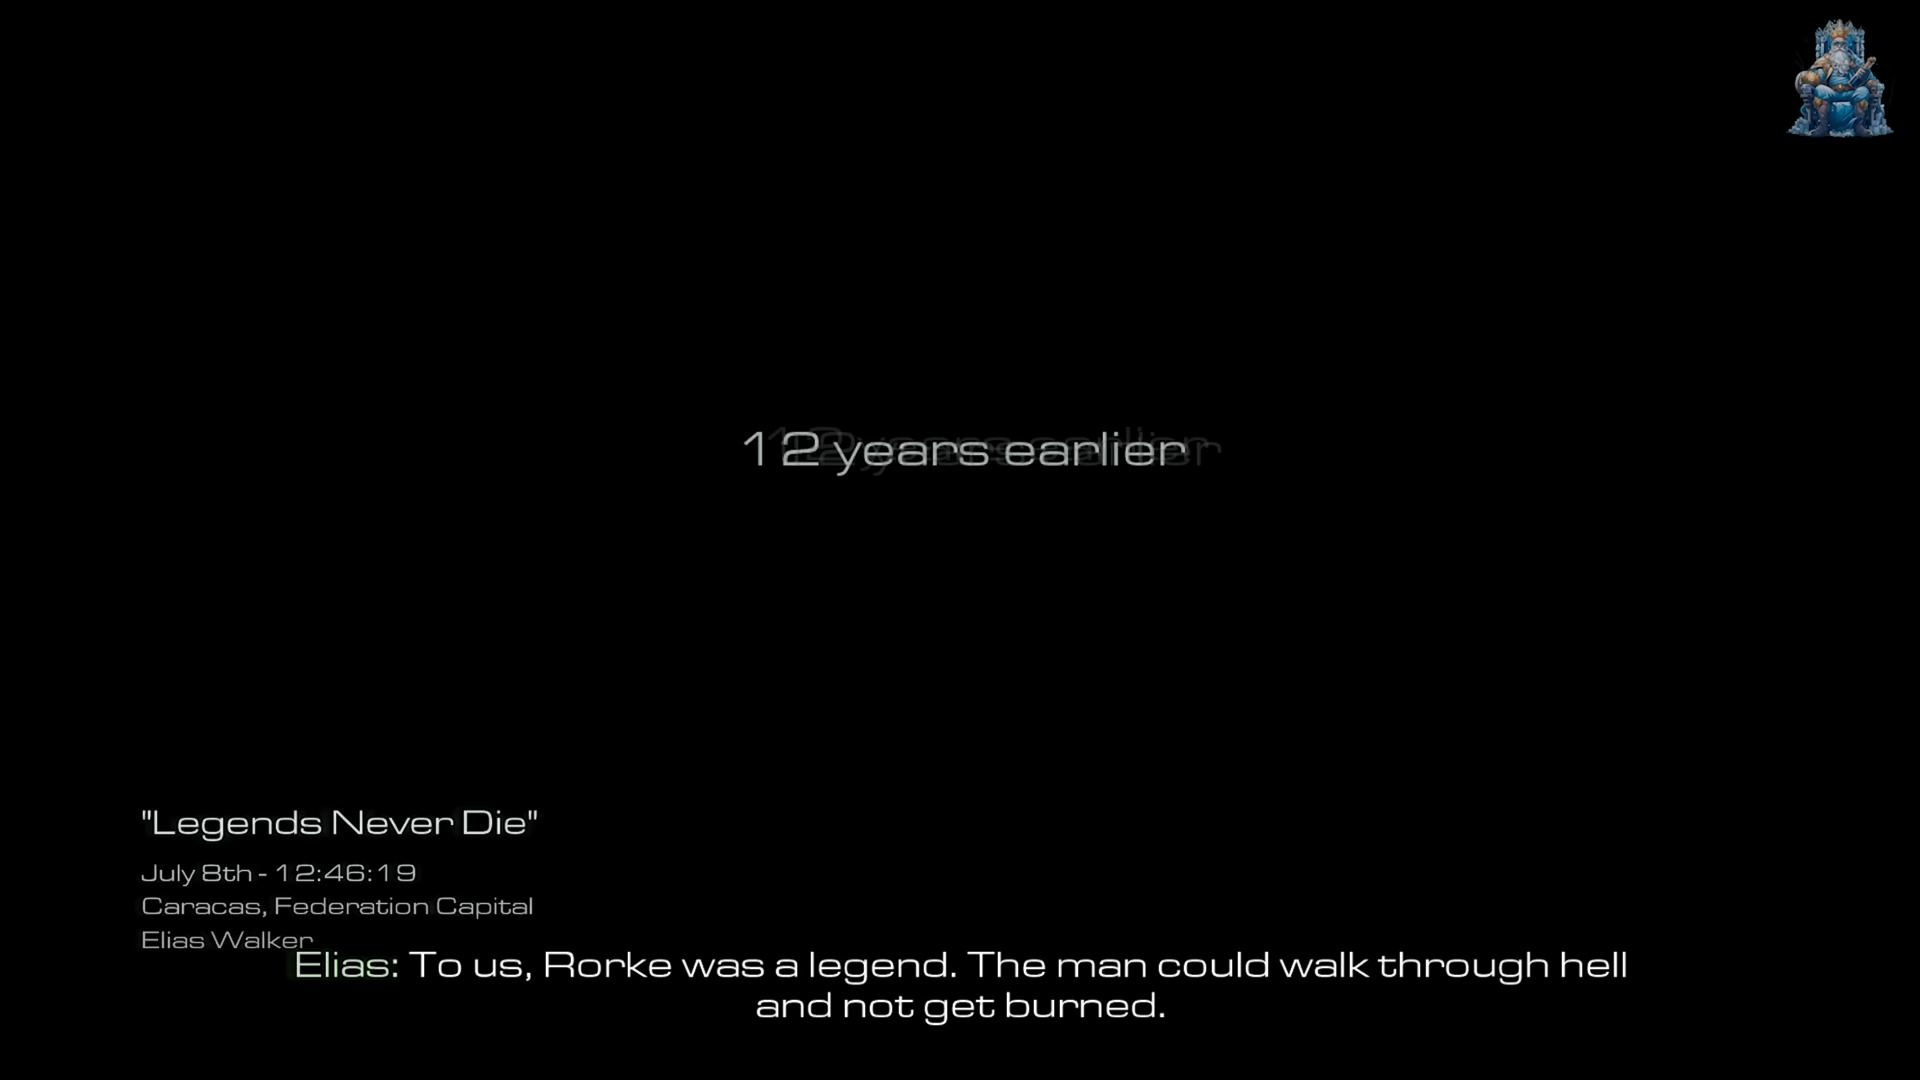 12 years earlier
"Legends Never Die"
July 8th - 12:46:19
Caracas, Federation Capital
Elias Walker
Elias: To us, Rorke was a legend. The man could walk through hell
and not get burned.